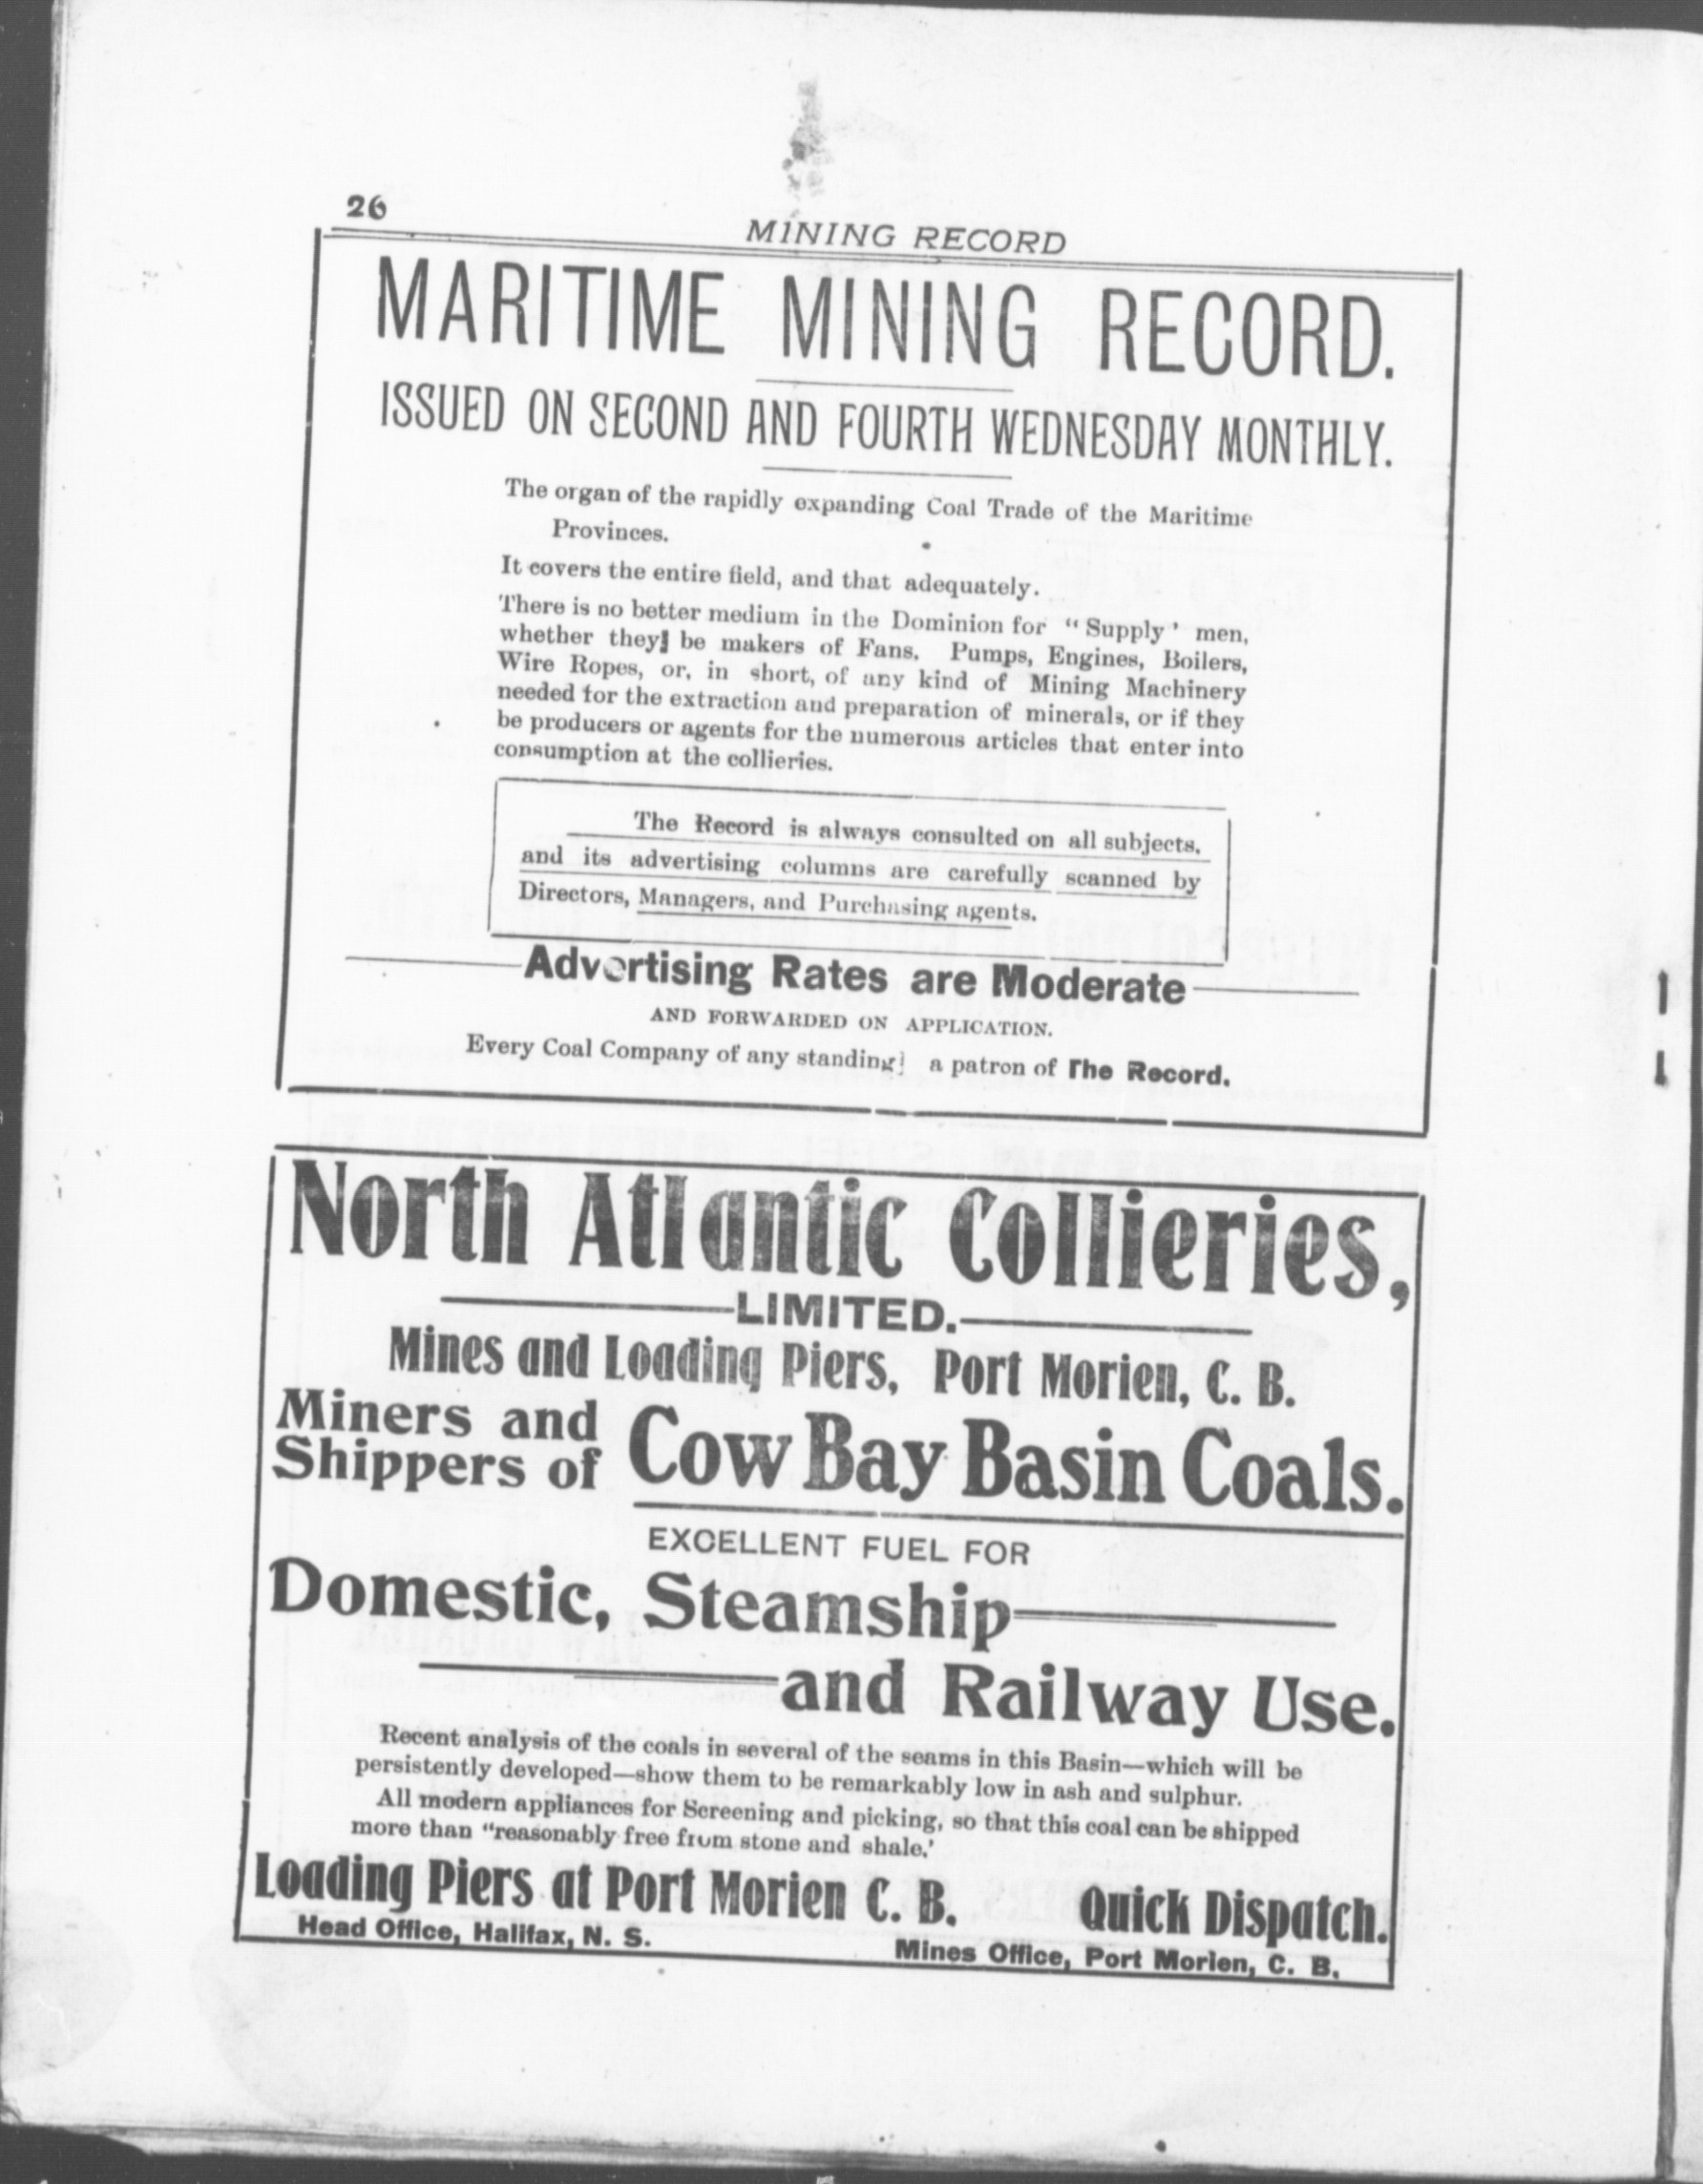 26
MINING RECORD
MARITIME MINING RECORD.
ISSUED ON SECOND AND FOURTH WEDNESDAY MONTHLY.
The organ of the rapidly expanding Coal Trade of the Maritime
Provinces.
It covers the entire field, and that adequately.
There is no better medium in the Dominion for “Supply’ men,
whether they be makers of Fans. Pumps, Engines, Boilers,
Wire Ropes, or, in short, of any kind of Mining Machinery
needed for the extraction and preparation of minerals, or if they
be producers or agents for the numerous articles that enter into
consumption at the collieries.
The Record is always consulted on all subjects,
and its advertising columns are carefully scanned by
Directors, Managers, and Purchasing agents.
Advertising Rates are Moderate
AND FORWARDED ON APPLICATION.
Every Coal Company of any standing a patron of The Record.
North Atlantic Collieries,
LIMITED.
Mines and Loading Piers, Port Morien, C. B.
Miners and
Shippers of Cow Bay Basin Coals.
EXCELLENT FUEL FOR
Domestic, Steamship
and Railway Use.
Recent analysis of the coals in several of the seams in this Basin—which will be
persistently developed—show them to be remarkably low in ash and sulphur.
All modern appliances for Screening and picking, so that this coal can be shipped
more than “reasonably free from stone and shale.’
Loading Piers at Port Morien C. B. Quick Dispatch.
Head Office, Halifax, N. S. Mines Office, Port Morien, C. B.